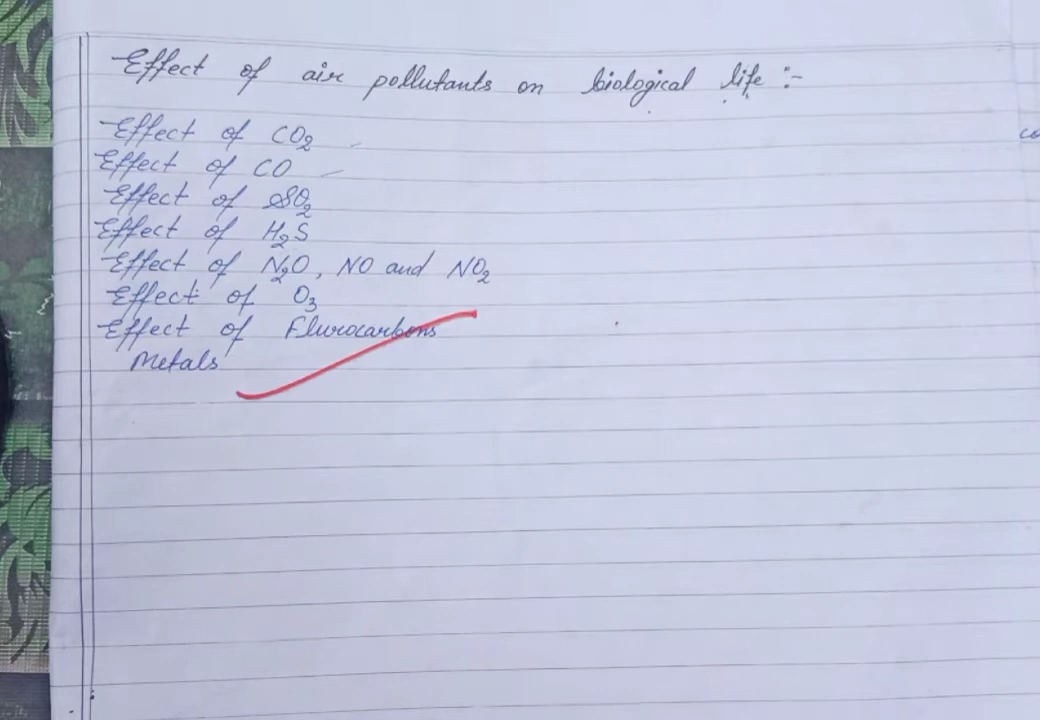 Effect of air pollutants on biological life :-
Effect of CO2
Effect of CO
Effect of SO2
Effect of H2S
Effect of N2O, NO and NO2
Effect of O3
Effect of Flurocarbons
Metals